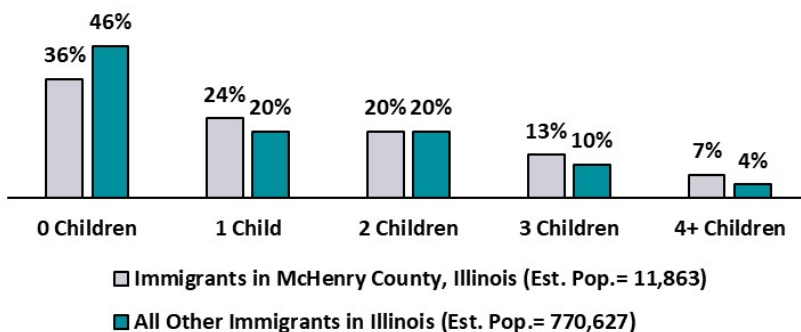 46%
36%
24%
20%
20%
20%
13%
10%
7%
4%
0 Children
1 Child
2 Children
3 Children
4+ Children
Immigrants in McHenry County, Illinois (Est. Pop.= 11,863)
All Other Immigrants in Illinois (Est. Pop.= 770,627)